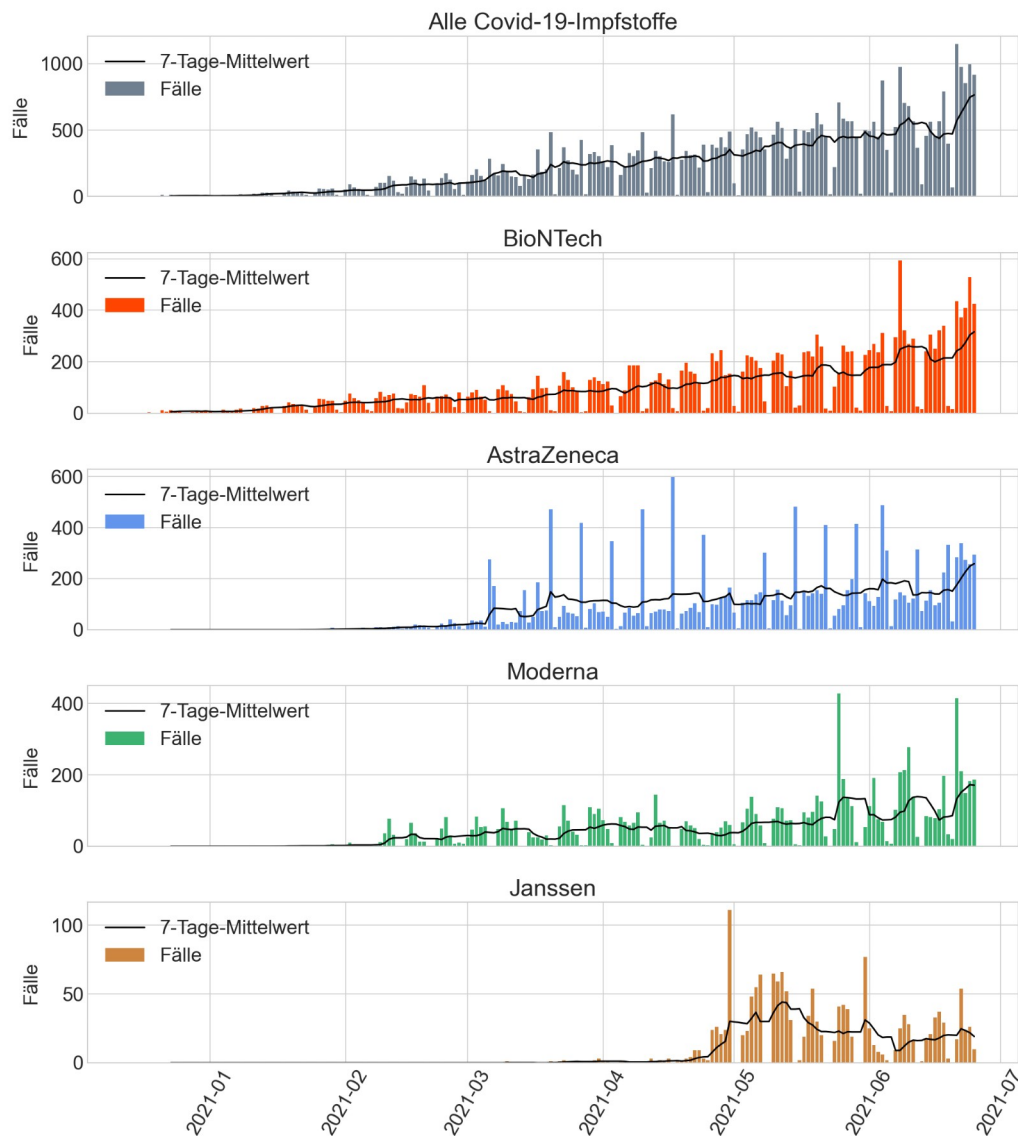 Alle Covid-19-Impfstoffe
Fälle
1000
500
0
7-Tage-Mittelwert
Fälle
BioNTech
Fälle
600
400
200
0
7-Tage-Mittelwert
Fälle
AstraZeneca
Fälle
600
400
200
0
7-Tage-Mittelwert
Fälle
Moderna
Fälle
400
200
0
7-Tage-Mittelwert
Fälle
Janssen
Fälle
100
50
0
7-Tage-Mittelwert
Fälle
2021-01
2021-02
2021-03
2021-04
2021-05
2021-06
2021-07